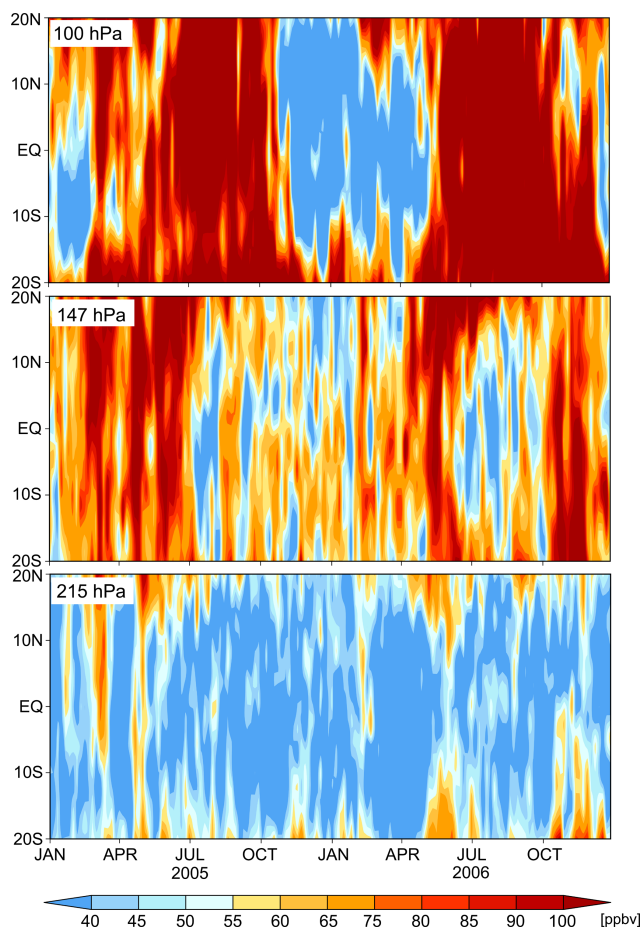 20N
100 hPa
10N
EQ
10S
20S
20N
147 hPa
10N
EQ
10S
20S
20N
215 hPa
10N
EQ
10S
20S
JAN APR JUL OCT JAN APR JUL OCT
2005 2006
40 45 50 55 60 65 75 80 85 90 100 [ppbv]